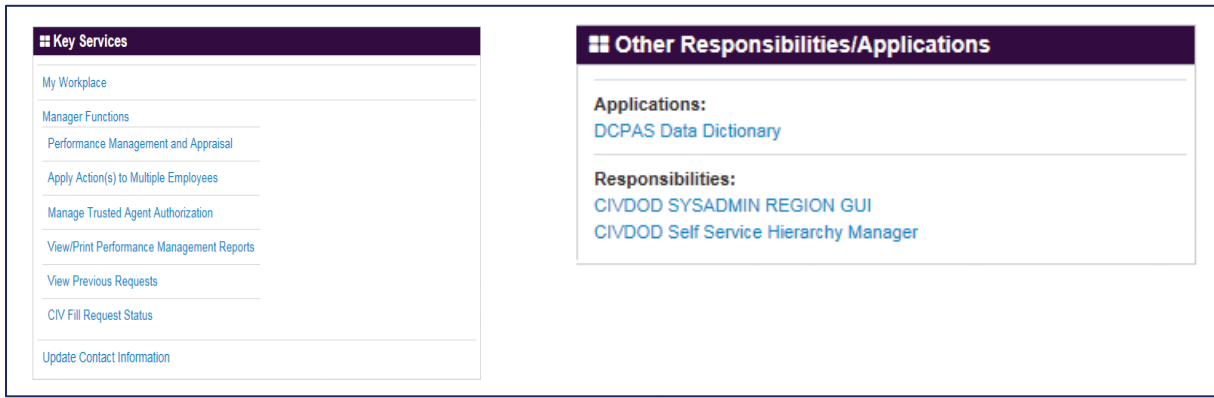 Key Services
My Workplace
Manager Functions
Performance Management and Appraisal
Apply Action(s) to Multiple Employees
Manage Trusted Agent Authorization
View/Print Performance Management Reports
View Previous Requests
CIV Fill Request Status
Update Contact Information
Other Responsibilities/Applications
Applications:
DCPAS Data Dictionary
Responsibilities:
CIVDOD SYSADMIN REGION GUI
CIVDOD Self Service Hierarchy Manager